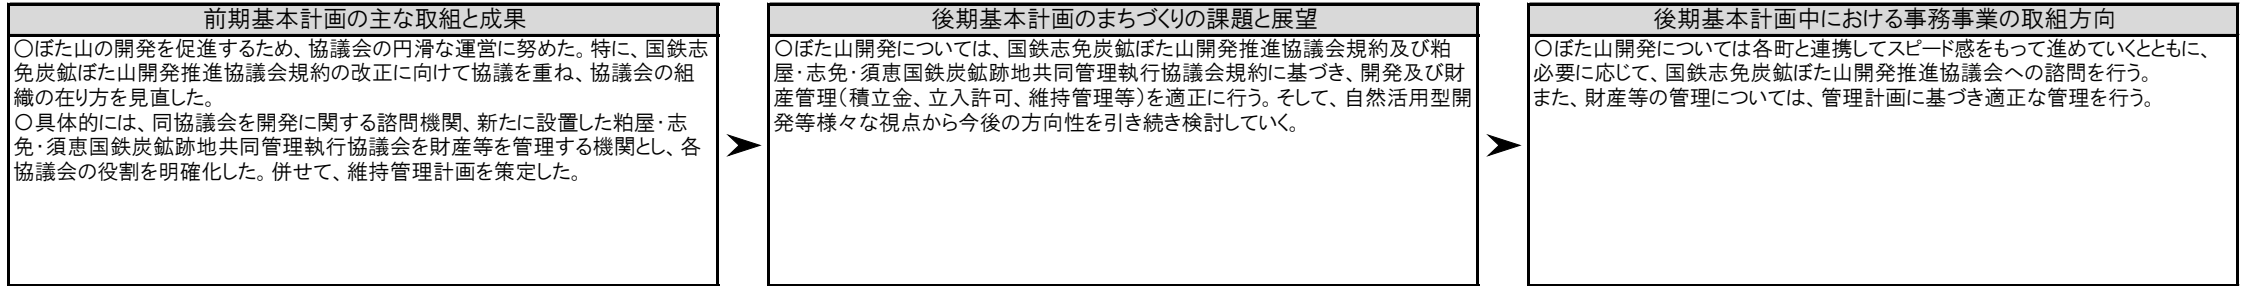 前期基本計画の主な取組と成果
○ぼた山の開発を促進するため、協議会の円滑な運営に努めた。特に、国鉄志
免炭鉱ぼた山開発推進協議会規約の改正に向けて協議を重ね、協議会の組
織の在り方を見直した。
○具体的には、同協議会を開発に関する諮問機関、新たに設置した粕屋・志
免・須恵国鉄炭鉱跡地共同管理執行協議会を財産等を管理する機関とし、各
協議会の役割を明確化した。併せて、維持管理計画を策定した。
後期基本計画のまちづくりの課題と展望
○ぼた山開発については、国鉄志免炭鉱ぼた山開発推進協議会規約及び粕
屋・志免・須恵国鉄炭鉱跡地共同管理執行協議会規約に基づき、開発及び財
産管理(積立金、立入許可、維持管理等)を適正に行う。そして、自然活用型開
発等様々な視点から今後の方向性を引き続き検討していく。
後期基本計画中における事務事業の取組方向
○ぼた山開発については各町と連携してスピード感をもって進めていくとともに、
必要に応じて、国鉄志免炭鉱ぼた山開発推進協議会への諮問を行う。
また、財産等の管理については、管理計画に基づき適正な管理を行う。